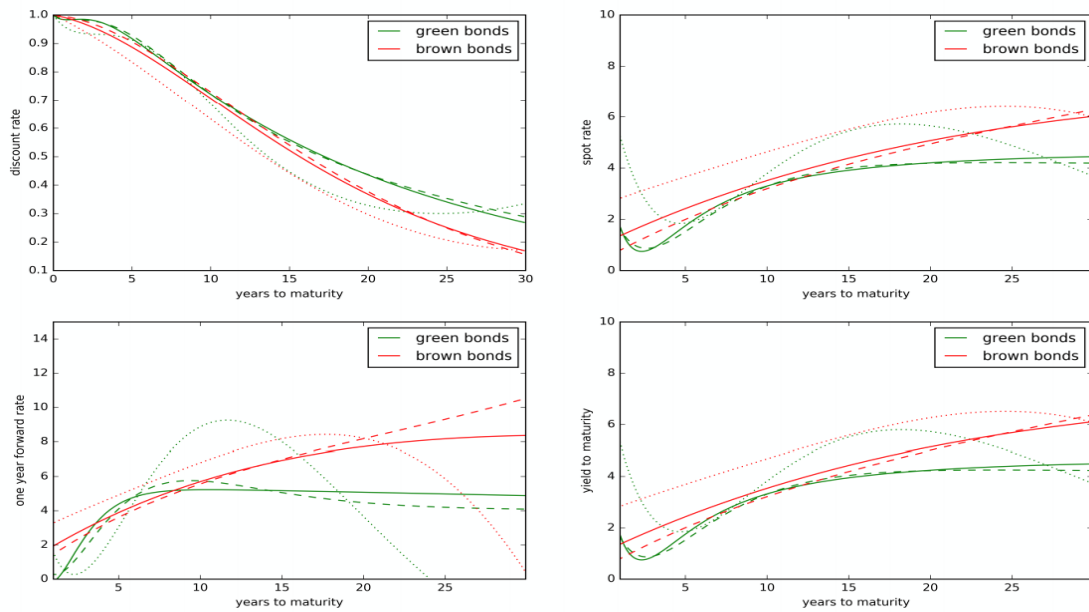 1.0
0.9
0.8
0.7
0.6
0.5
0.4
0.3
0.2
0.1
discount rate
0 5 10 15 20 25 30
years to maturity
green bonds
brown bonds
10
8
6
4
2
0
spot rate
5 10 15 20 25
years to maturity
green bonds
brown bonds
14
12
10
8
6
4
2
0
one year forward rate
5 10 15 20 25
years to maturity
green bonds
brown bonds
10
8
6
4
2
0
yield to maturity
5 10 15 20 25
years to maturity
green bonds
brown bonds